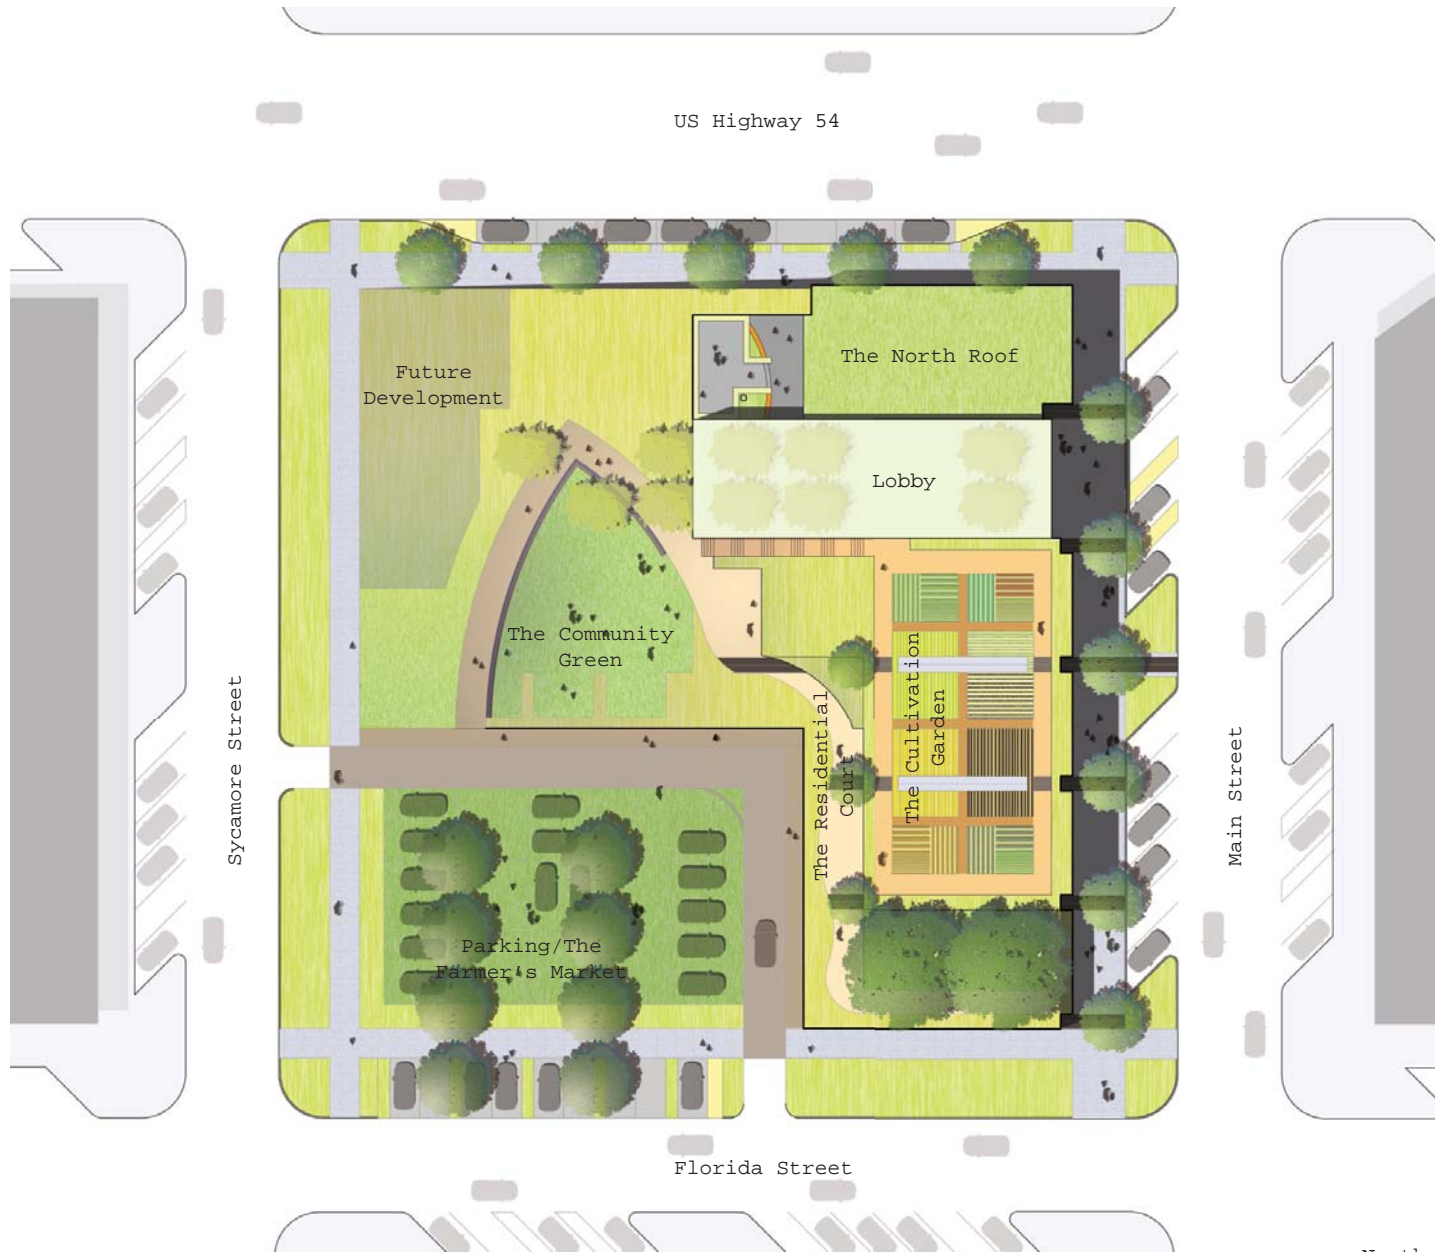 US Highway 54
The North Roof
Future
Development
Lobby
The Community
Green
The Residential
Court
The Cultivation
Garden
Sycamore Street
Main Street
Parking/The
Farmer's Market
Florida Street